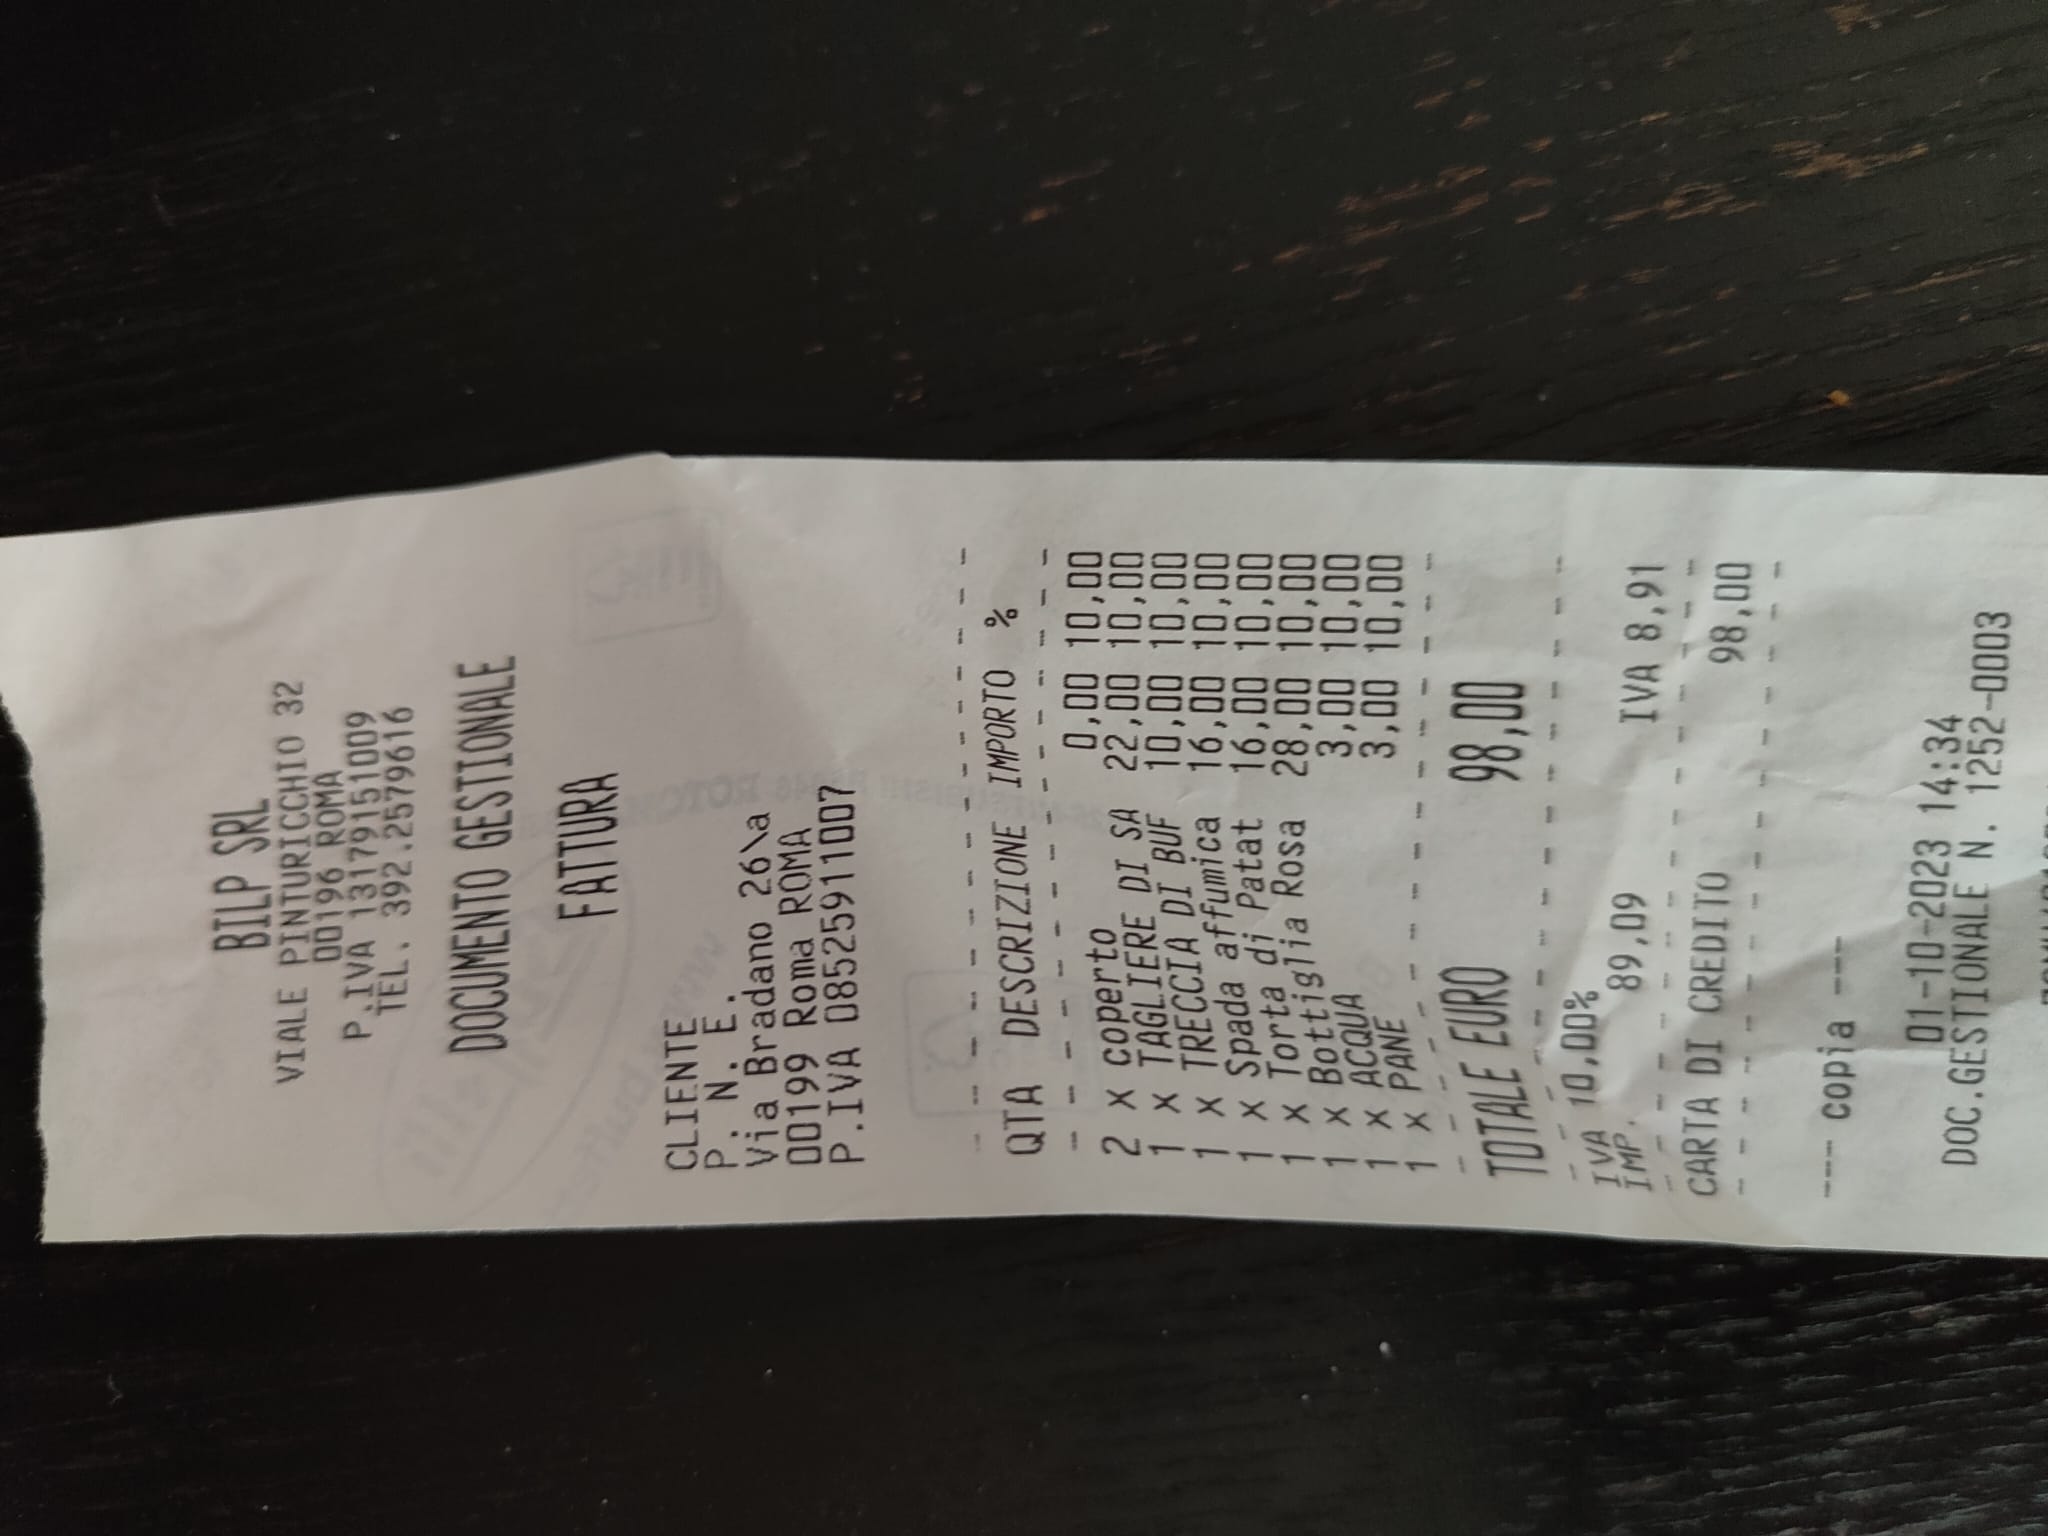 BILP SRL
VIALE PINTURICCHIO 32
00196 ROMA
P.IVA 13179151009
TEL. 392.2579616
DOCUMENTO GESTIONALE
FATTURA
CLIENTE
P. N. E.
Via Bradano 26\a
00199 Roma ROMA
P.IVA 08525911007
QTA DESCRIZIONE IMPORTO %
2 x coperto 0,00 10,00
1 x TAGLIERE DI SA 22,00 10,00
1 x TRECCIA DI BUF 10,00 10,00
1 x Spada affumica 16,00 10,00
1 x Torta di Patat 16,00 10,00
1 x Bottiglia Rosa 28,00 10,00
1 x ACQUA 3,00 10,00
1 x PANE 3,00 10,00
TOTALE EURO 98,00
IVA 10,00%
IMP. 89,09 IVA 8,91
CARTA DI CREDITO 98,00
--- copia ---
01-10-2023 14:34
DOC.GESTIONALE N. 1252-0003